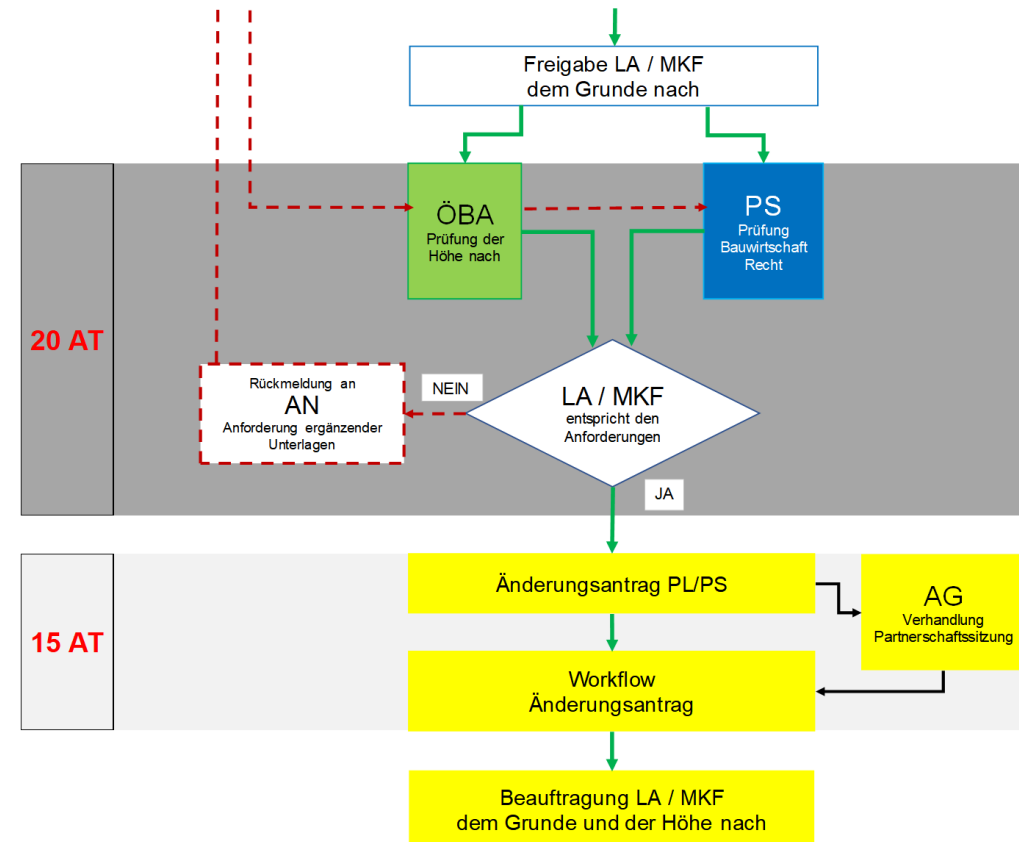 Freigabe LA / MKF
dem Grunde nach
20 AT
ÖBA
Prüfung der
Höhe nach
PS
Prüfung
Bauwirtschaft
Recht
Rückmeldung an
AN
Anforderung ergänzender
Unterlagen
NEIN
LA / MKF
entspricht den
Anforderungen
JA
15 AT
Änderungsantrag PL/PS
AG
Verhandlung
Partnerschaftssitzung
Workflow
Änderungsantrag
Beauftragung LA / MKF
dem Grunde und der Höhe nach